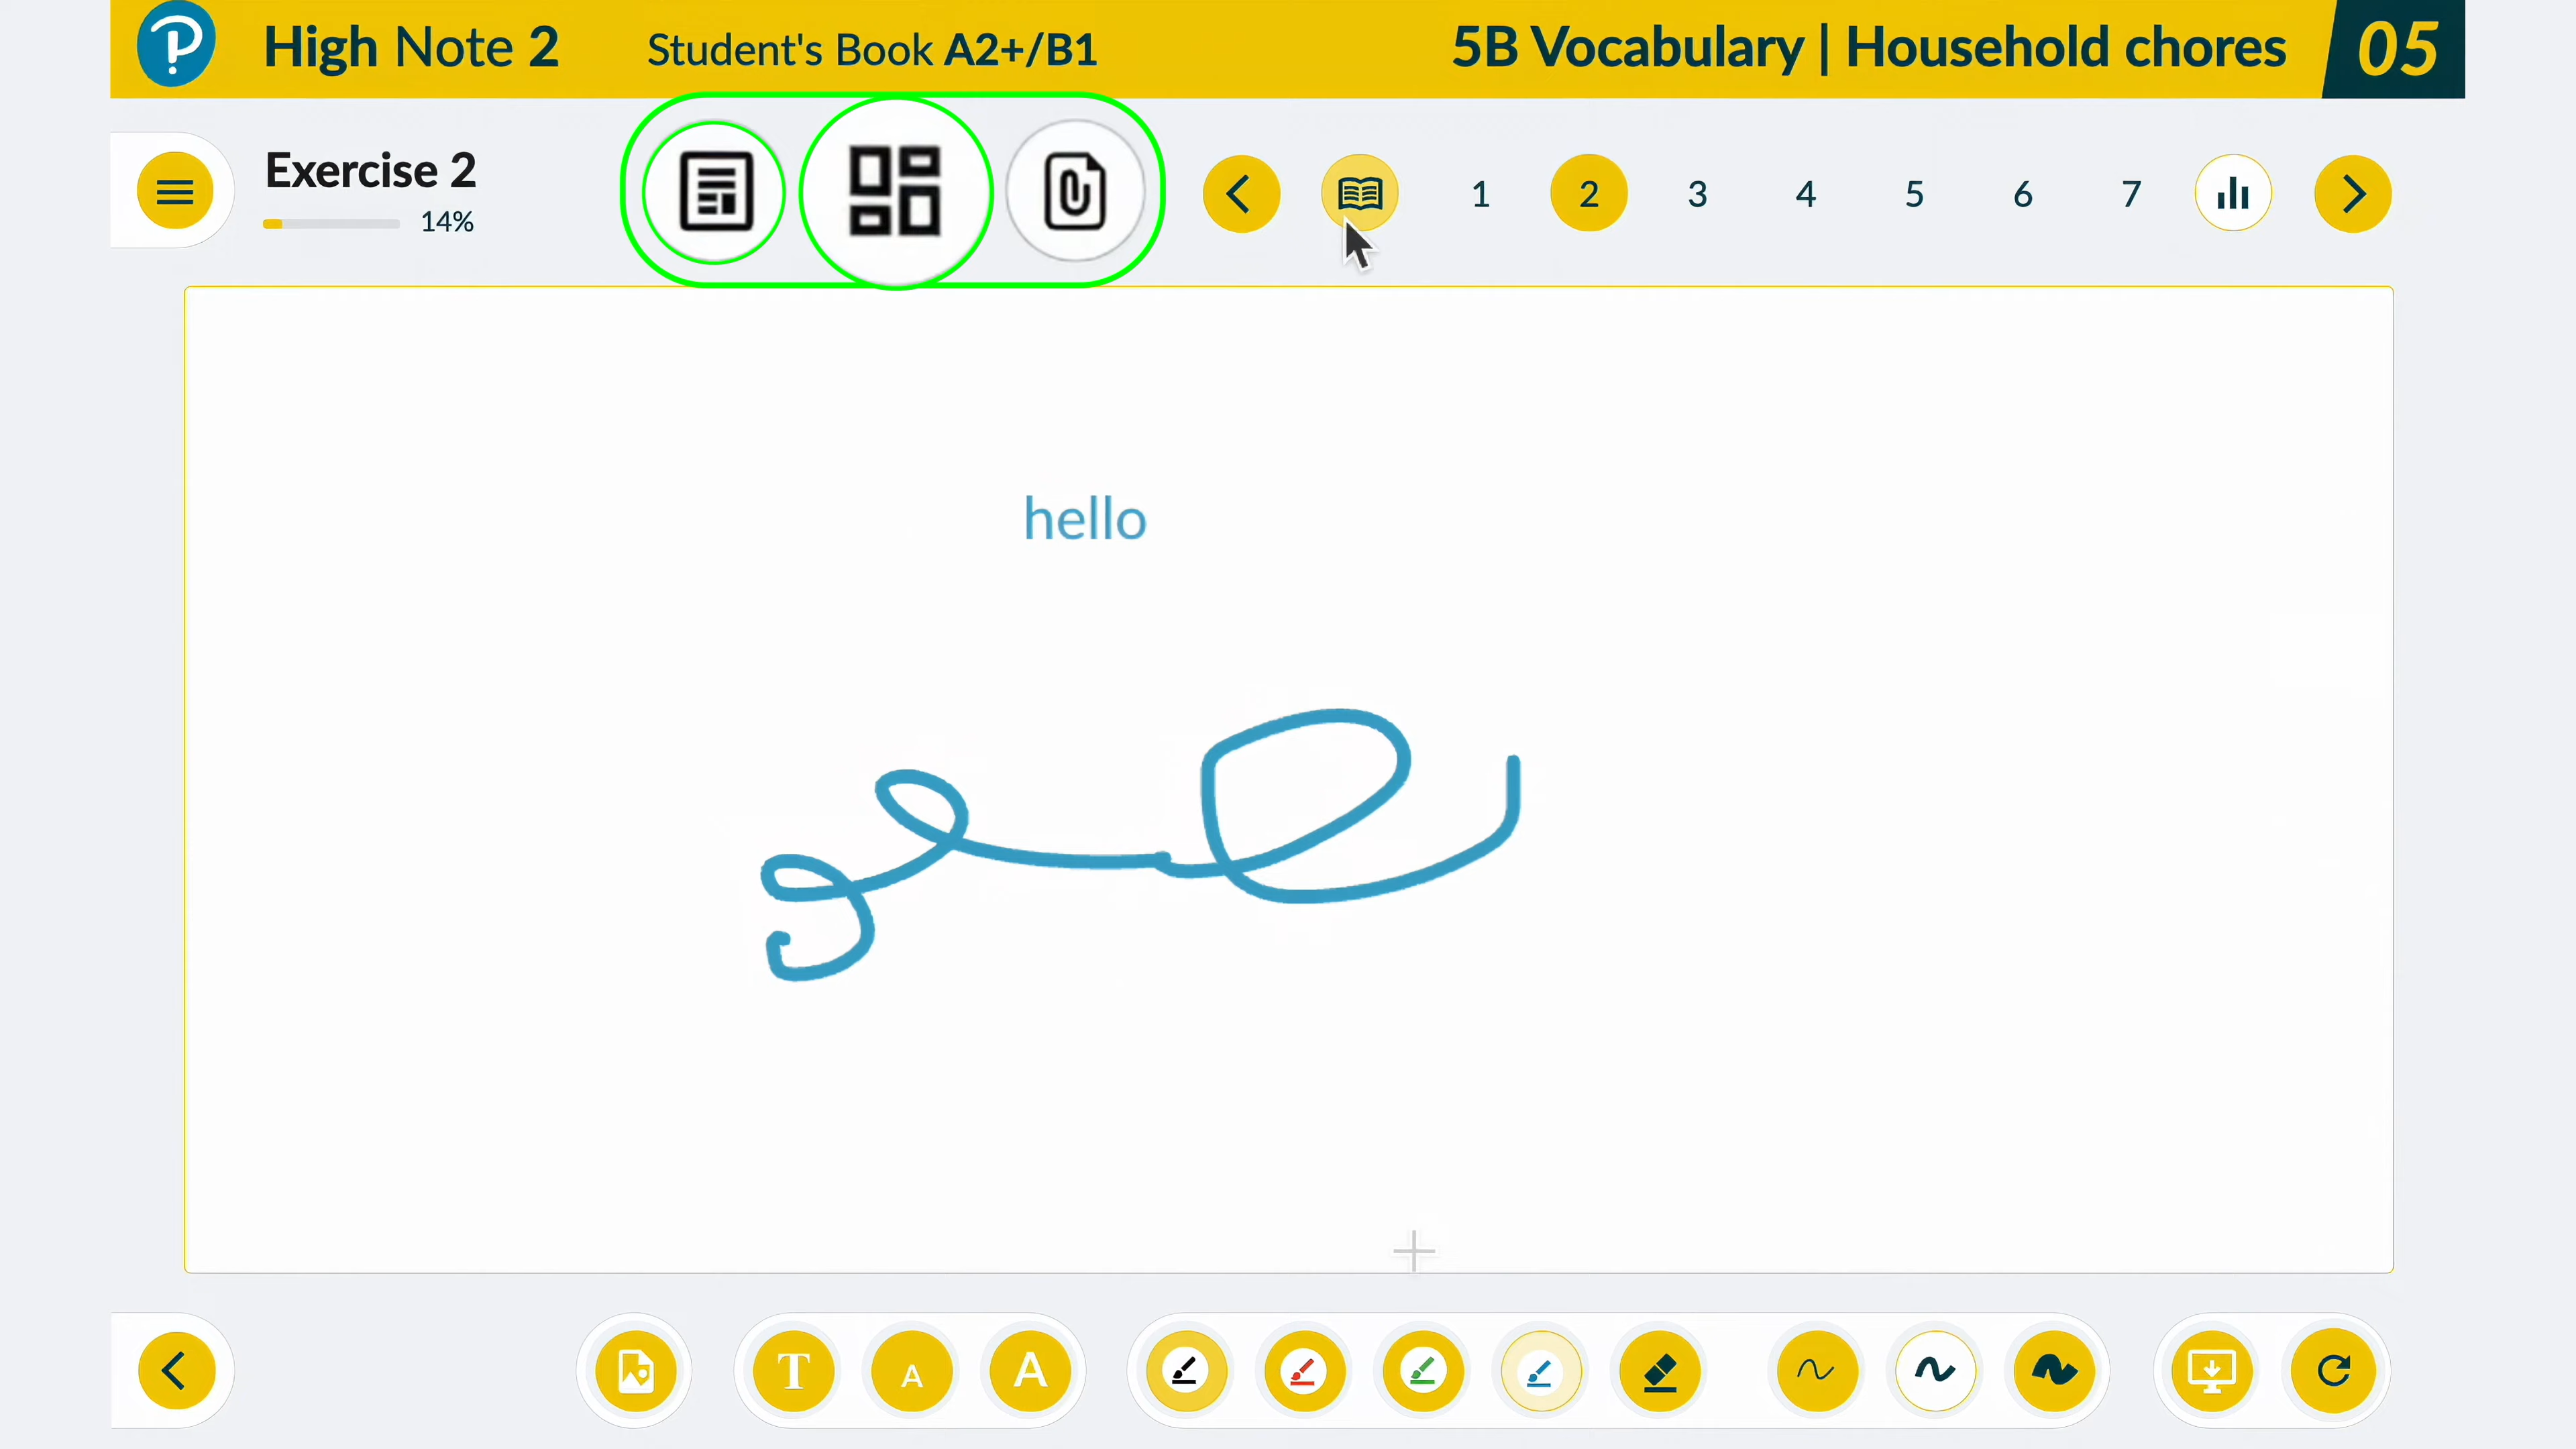 High Note 2
Student's Book A2+/B1
5B Vocabulary | Household chores
05
Exercise 2
14%
1 2 3 4 5 6 7
hello
T A A